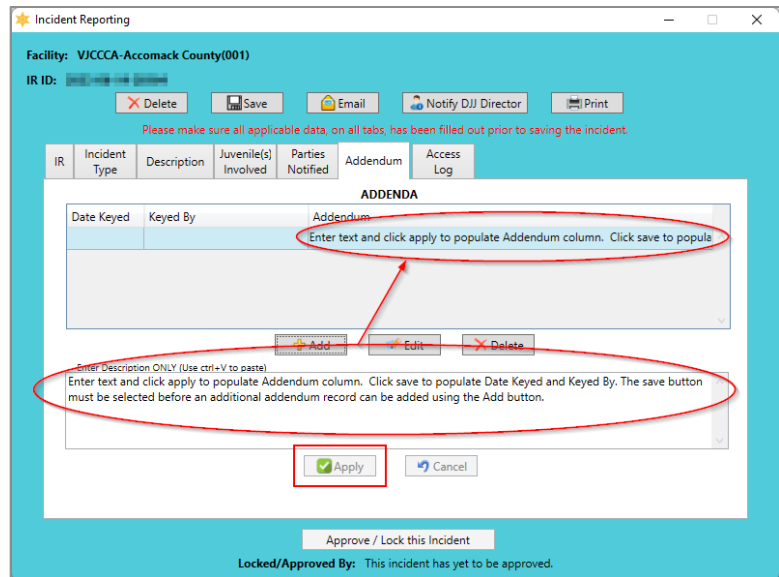 Incident Reporting
Facility: VJCCCA-Accomack County(001)
IR ID:
Delete Save Email Notify DJJ Director Print
Please make sure all applicable data, on all tabs, has been filled out prior to saving the incident.
IR Incident Type Description Juvenile(s) Involved Parties Notified Addendum Access Log
ADDENDA
Date Keyed Keyed By Addendum
Enter text and click apply to populate Addendum column. Click save to popula
Add Edit Delete
Enter Description ONLY (Use ctrl+V to paste)
Enter text and click apply to populate Addendum column. Click save to populate Date Keyed and Keyed By. The save button
must be selected before an additional addendum record can be added using the Add button.
Apply Cancel
Approve / Lock this Incident
Locked/Approved By: This incident has yet to be approved.